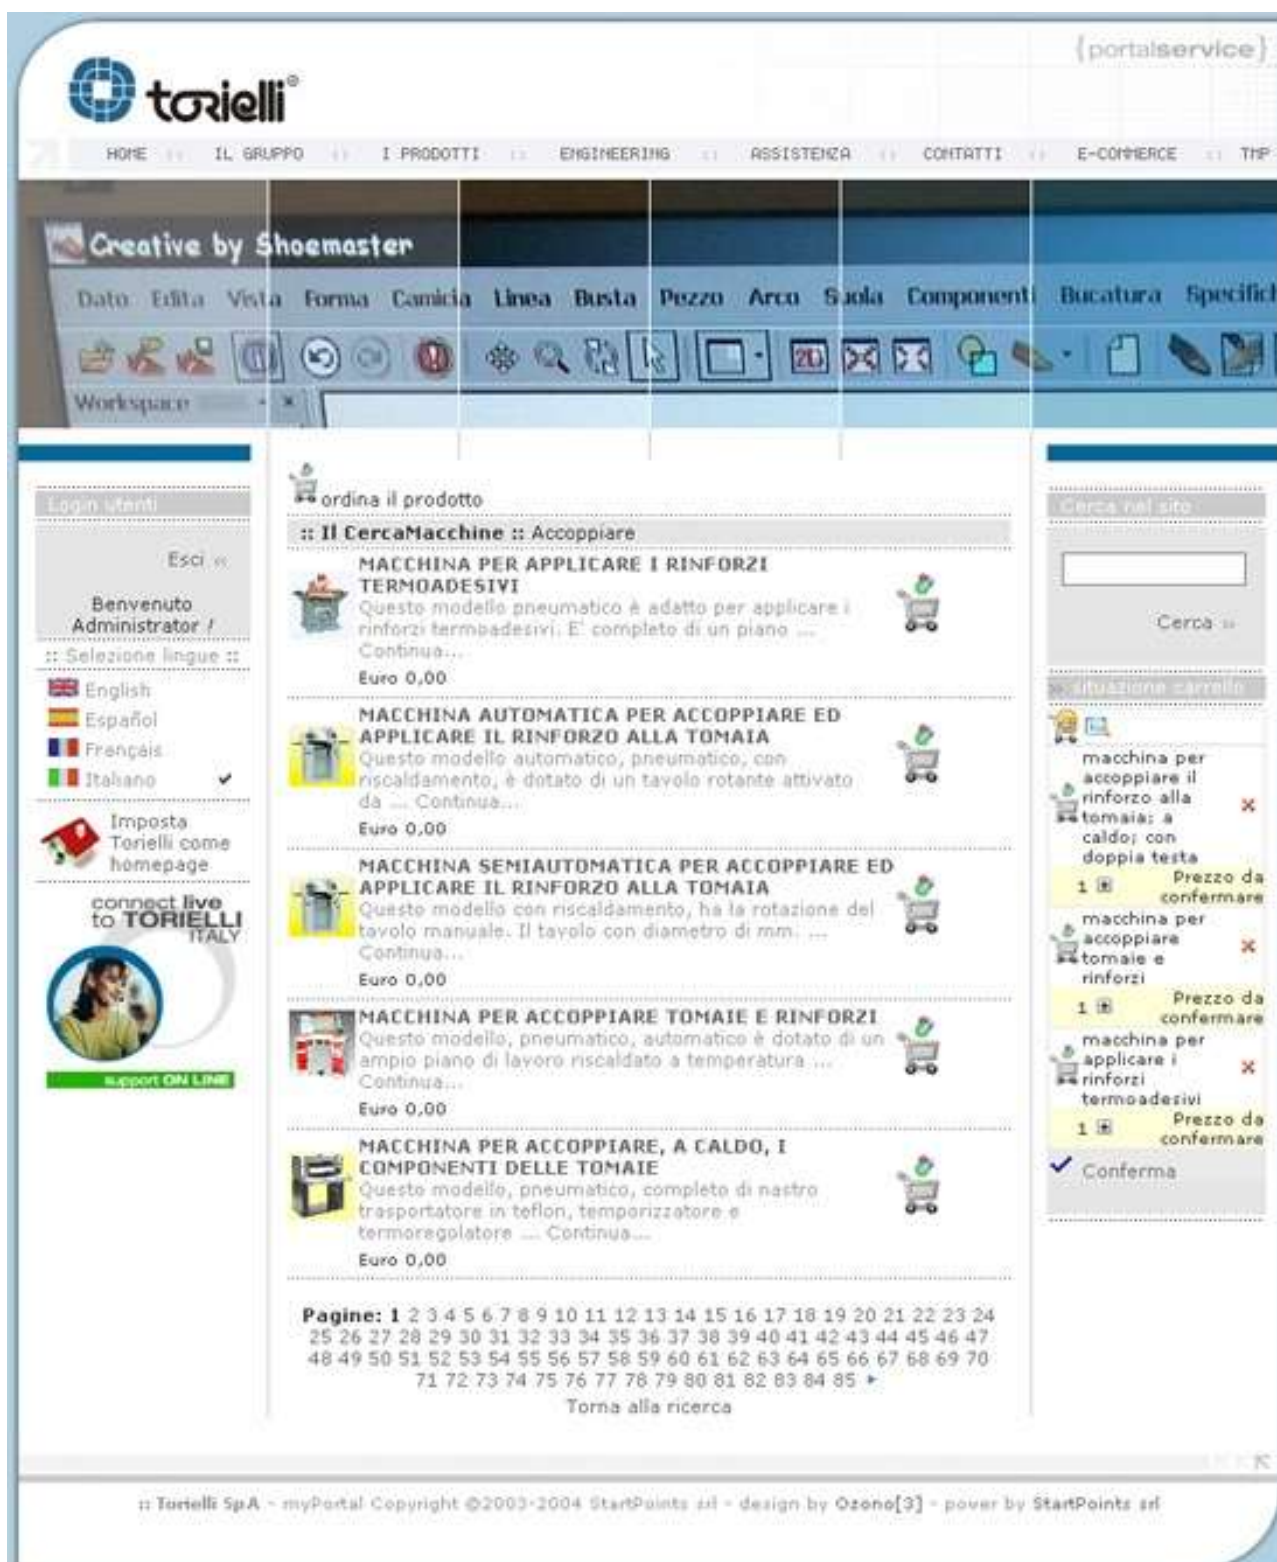 {portalservice}
torielli®
HOME :: IL GRUPPO :: I PRODOTTI :: ENGINEERING :: ASSISTENZA :: CONTATTI :: E-COMMERCE :: TMP
Creative by Shoemaster
Dato Edita Vista Forma Camicia Linea Busta Pezzo Arco Suola Componenti Bucatura Specifich
2D
Workspace
Login utenti
Esci «
Benvenuto
Administrator !
:: Selezione lingue ::
English
Español
Français
Italiano
Imposta
Torielli come
homepage
connect live
to TORIELLI
ITALY
support ON LINE
ordina il prodotto
:: Il CercaMacchine :: Accoppiare
MACCHINA PER APPLICARE I RINFORZI
TERMOADESIVI
Questo modello pneumatico è adatto per applicare i
rinforzi termoadesivi. E' completo di un piano ...
Continua...
Euro 0,00
MACCHINA AUTOMATICA PER ACCOPPIARE ED
APPLICARE IL RINFORZO ALLA TOMAIA
Questo modello automatico, pneumatico, con
riscaldamento, è dotato di un tavolo rotante attivato
da ... Continua...
Euro 0,00
MACCHINA SEMIAUTOMATICA PER ACCOPPIARE ED
APPLICARE IL RINFORZO ALLA TOMAIA
Questo modello con riscaldamento, ha la rotazione del
tavolo manuale. Il tavolo con diametro di mm. ...
Continua...
Euro 0,00
MACCHINA PER ACCOPPIARE TOMAIE E RINFORZI
Questo modello, pneumatico, automatico è dotato di un
ampio piano di lavoro riscaldato a temperatura ...
Continua...
Euro 0,00
MACCHINA PER ACCOPPIARE, A CALDO, I
COMPONENTI DELLE TOMAIE
Questo modello, pneumatico, completo di nastro
trasportatore in teflon, temporizzatore e
termoregolatore ... Continua...
Euro 0,00
Pagine: 1 2 3 4 5 6 7 8 9 10 11 12 13 14 15 16 17 18 19 20 21 22 23 24
25 26 27 28 29 30 31 32 33 34 35 36 37 38 39 40 41 42 43 44 45 46 47
48 49 50 51 52 53 54 55 56 57 58 59 60 61 62 63 64 65 66 67 68 69 70
71 72 73 74 75 76 77 78 79 80 81 82 83 84 85
Torna alla ricerca
Cerca nel sito
Cerca »
» situazione carrello
macchina per
accoppiare il
rinforzo alla
tomaia; a
caldo; con
doppia testa
1 Prezzo da
confermare
macchina per
accoppiare
tomaie e
rinforzi
1 Prezzo da
confermare
macchina per
applicare i
rinforzi
termoadesivi
1 Prezzo da
confermare
Conferma
:: Torielli SpA - myPortal Copyright ©2003-2004 StartPoints srl - design by Ozono[3] - power by StartPoints srl